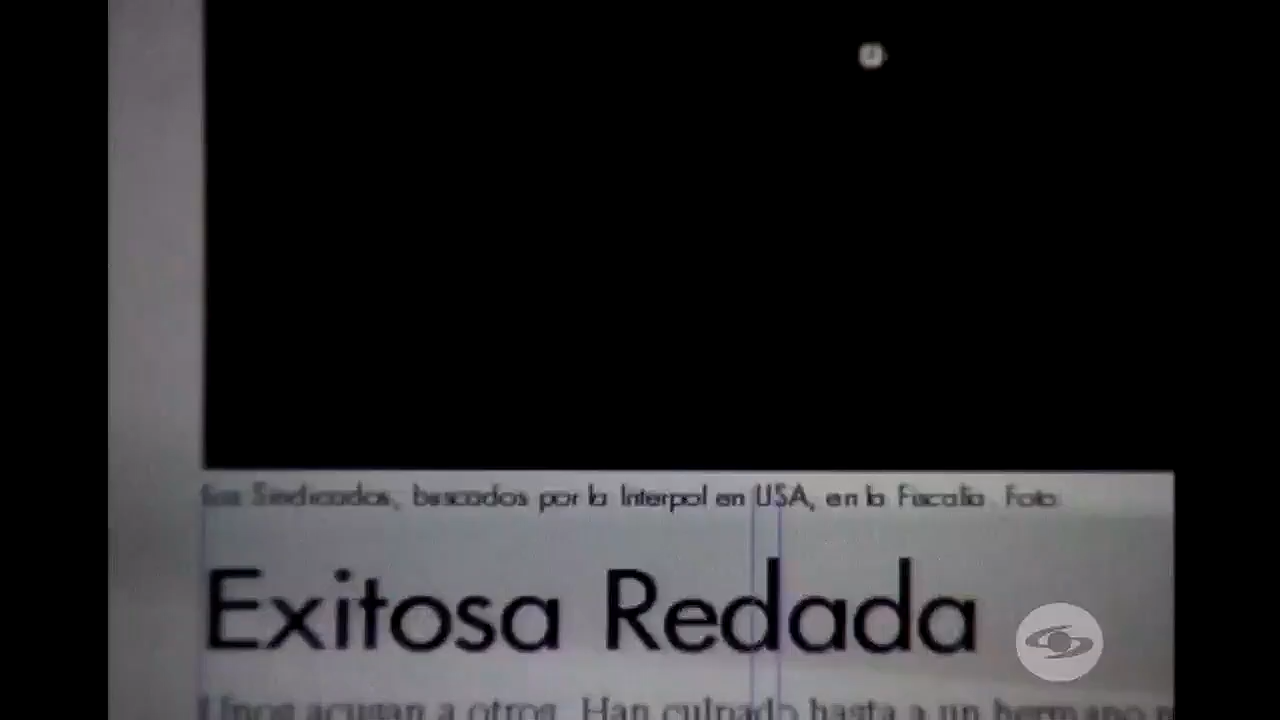 Los Sindicados, buscados por la Interpol en USA, en la Fiscalía. Foto:
Exitosa Redada
Unos acusan a otros. Han culpado hasta a un hermano